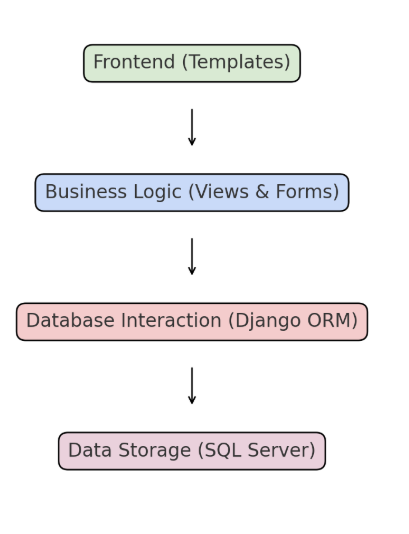 Frontend (Templates)
Business Logic (Views & Forms)
Database Interaction (Django ORM)
Data Storage (SQL Server)